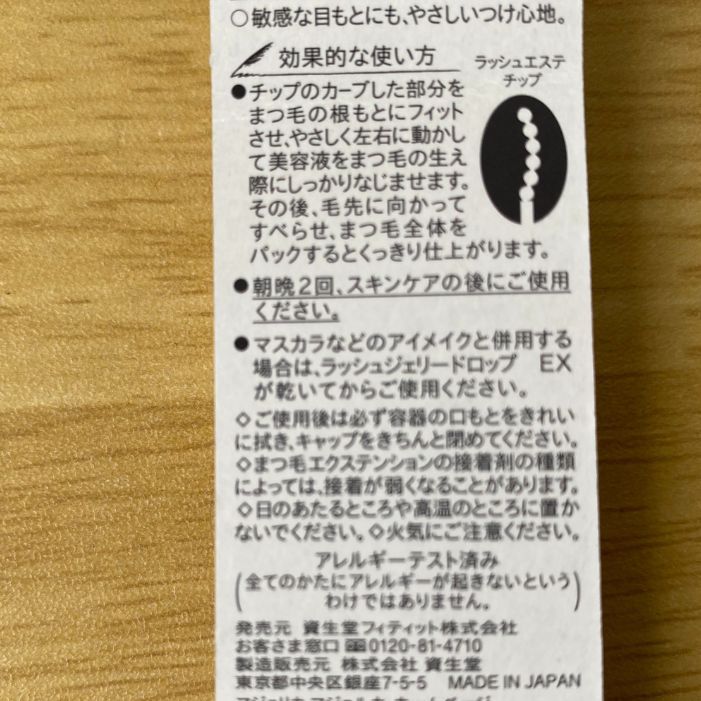 ○敏感な目もとにも、やさしいつけ心地。
効果的な使い方
ラッシュエステ
チップ
●チップのカーブした部分を
まつ毛の根もとにフィット
させ、やさしく左右に動かし
て美容液をまつ毛の生え
際にしっかりなじませます。
その後、毛先に向かって
すべらせ、まつ毛全体を
パックするとくっきり仕上がります。
●朝晩2回、スキンケアの後にご使用
ください。
●マスカラなどのアイメイクと併用する
場合は、ラッシュジェリードロップ EX
が乾いてからご使用ください。
◇ご使用後は必ず容器の口もとをきれい
に拭き、キャップをきちんと閉めてください。
◇まつ毛エクステンションの接着剤の種類
によっては、接着が弱くなることがあります。
◇日のあたるところや高温のところに置か
ないでください。◇火気にご注意ください。
アレルギーテスト済み
(全てのかたにアレルギーが起きないという
わけではありません。)
発売元 資生堂フィティット株式会社
お客さま窓口 0120-81-4710
製造販売元 株式会社 資生堂
東京都中央区銀座7-5-5 MADE IN JAPAN